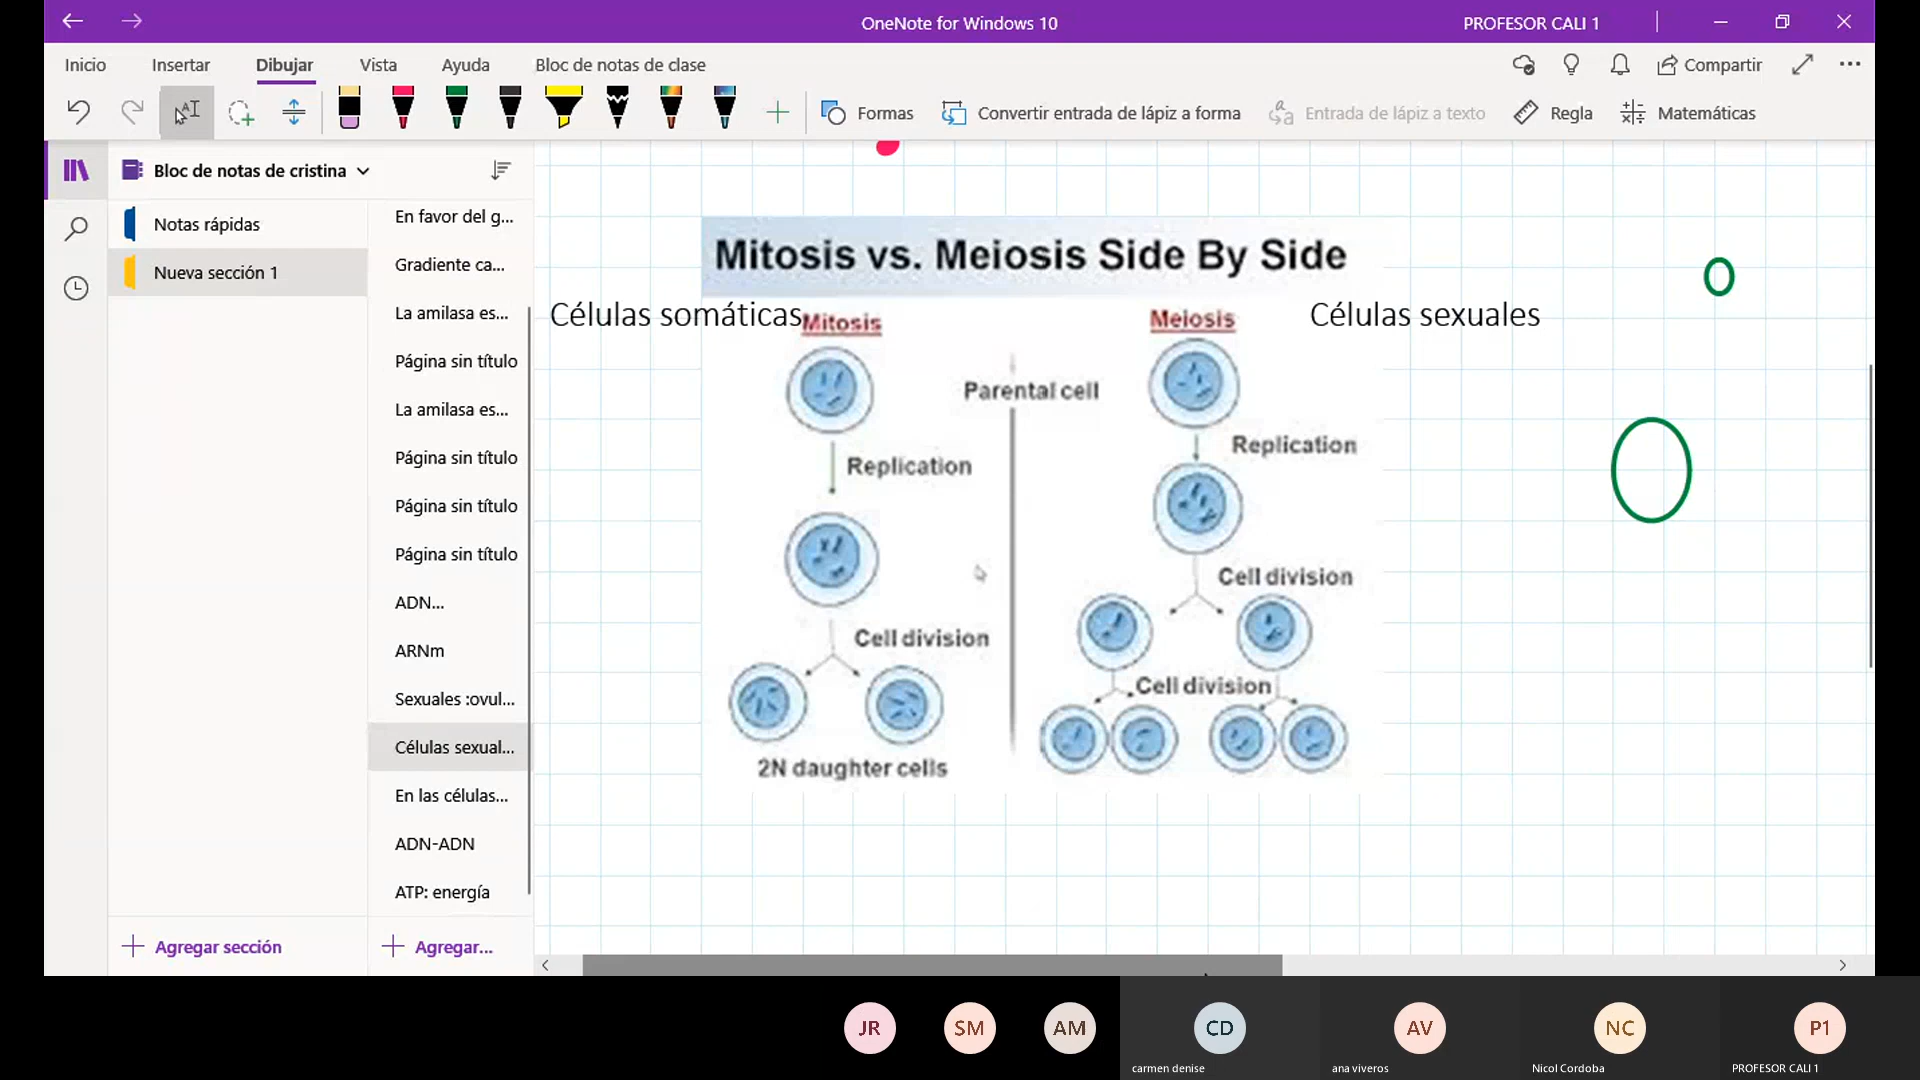 OneNote for Windows 10
PROFESOR CALI 1
Inicio
Insertar
Dibujar
Vista
Ayuda
Bloc de notas de clase
Compartir
Formas
Convertir entrada de lápiz a forma
Entrada de lápiz a texto
Regla
Matemáticas
Bloc de notas de cristina
Notas rápidas
Nueva sección 1
En favor del g...
Gradiente ca...
La amilasa es...
Página sin título
La amilasa es...
Página sin título
Página sin título
Página sin título
ADN...
ARNm
Sexuales :ovul...
Células sexual...
En las células...
ADN-ADN
ATP: energía
Agregar sección
Agregar...
Mitosis vs. Meiosis Side By Side
Células somáticas
Mitosis
Meiosis
Células sexuales
Parental cell
Replication
Replication
Cell division
Cell division
Cell division
2N daughter cells
JR
SM
AM
CD
AV
NC
P1
carmen denise
ana viveros
Nicol Cordoba
PROFESOR CALI 1